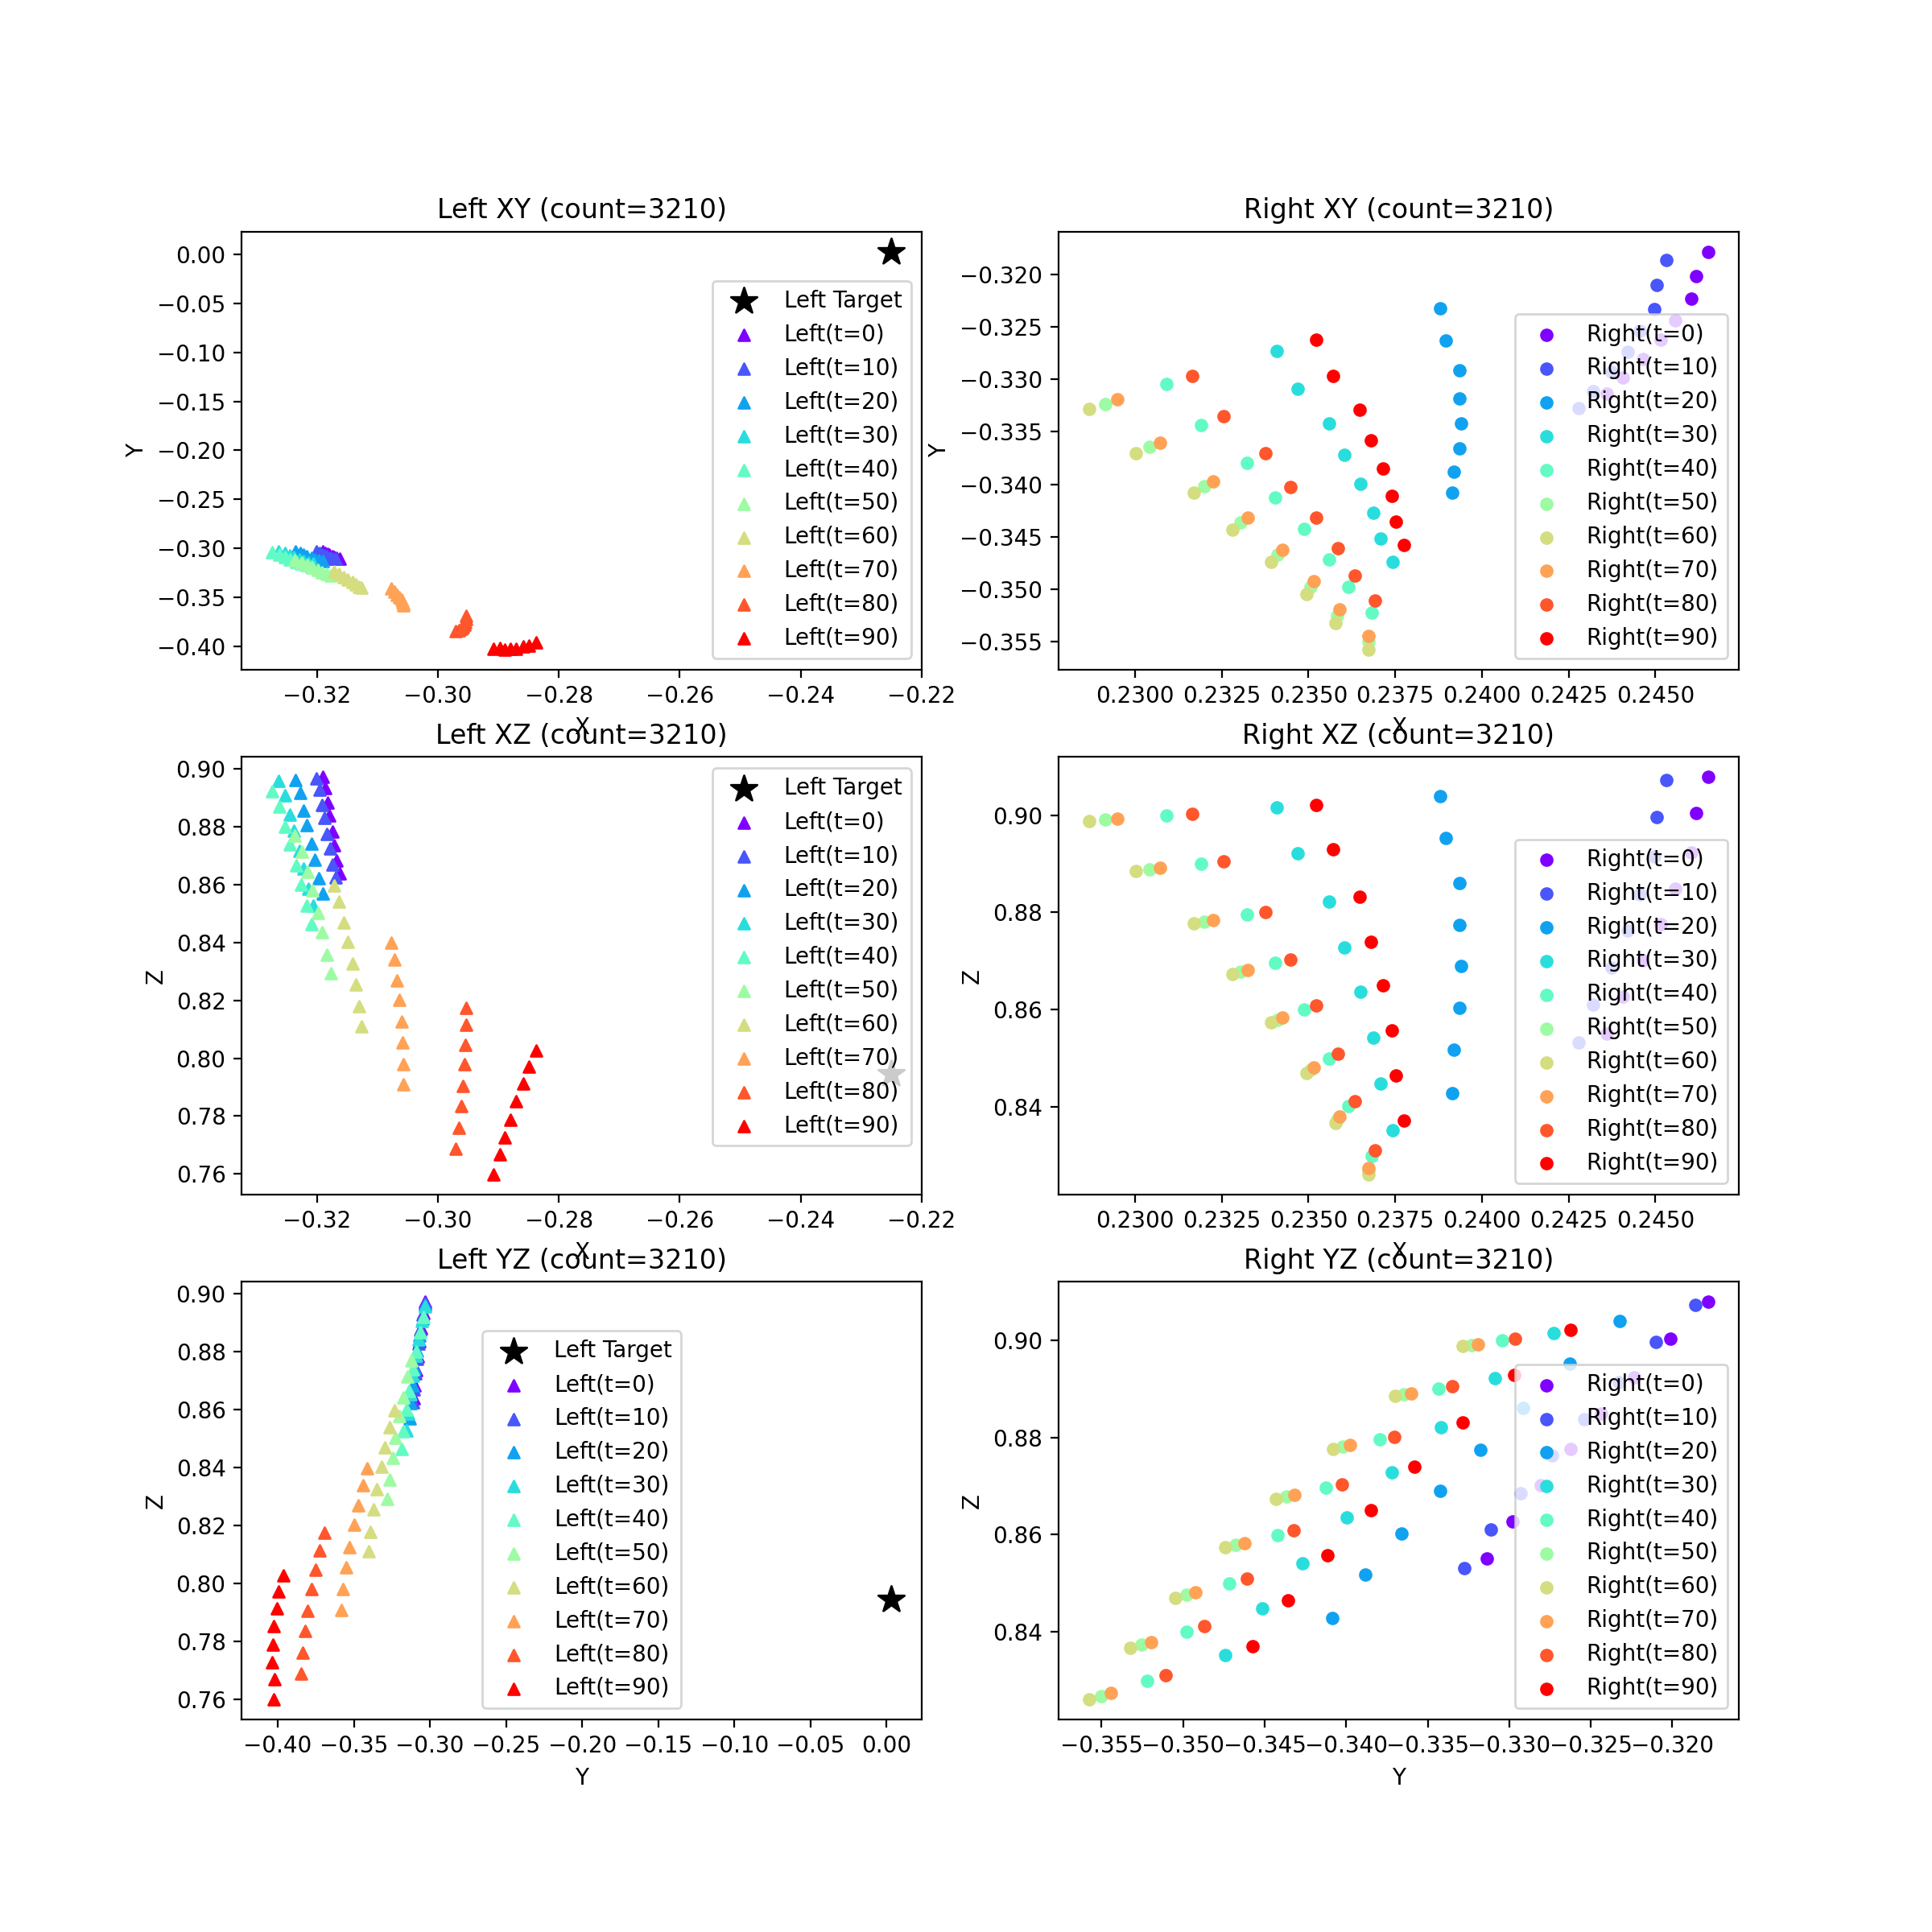 Left XY (count=3210)
0.00
−0.05
−0.10
−0.15
−0.20
−0.25
−0.30
−0.35
−0.40
Y
Left Target
Left(t=0)
Left(t=10)
Left(t=20)
Left(t=30)
Left(t=40)
Left(t=50)
Left(t=60)
Left(t=70)
Left(t=80)
Left(t=90)
−0.32 −0.30 −0.28 −0.26 −0.24 −0.22
X
Right XY (count=3210)
−0.320
−0.325
−0.330
−0.335
−0.340
−0.345
−0.350
−0.355
Y
Right(t=0)
Right(t=10)
Right(t=20)
Right(t=30)
Right(t=40)
Right(t=50)
Right(t=60)
Right(t=70)
Right(t=80)
Right(t=90)
0.2300 0.2325 0.2350 0.2375 0.2400 0.2425 0.2450
X
Left XZ (count=3210)
0.90
0.88
0.86
0.84
0.82
0.80
0.78
0.76
Z
Left Target
Left(t=0)
Left(t=10)
Left(t=20)
Left(t=30)
Left(t=40)
Left(t=50)
Left(t=60)
Left(t=70)
Left(t=80)
Left(t=90)
−0.32 −0.30 −0.28 −0.26 −0.24 −0.22
X
Right XZ (count=3210)
0.90
0.88
0.86
0.84
Z
Right(t=0)
Right(t=10)
Right(t=20)
Right(t=30)
Right(t=40)
Right(t=50)
Right(t=60)
Right(t=70)
Right(t=80)
Right(t=90)
0.2300 0.2325 0.2350 0.2375 0.2400 0.2425 0.2450
X
Left YZ (count=3210)
0.90
0.88
0.86
0.84
0.82
0.80
0.78
0.76
Z
Left Target
Left(t=0)
Left(t=10)
Left(t=20)
Left(t=30)
Left(t=40)
Left(t=50)
Left(t=60)
Left(t=70)
Left(t=80)
Left(t=90)
−0.40 −0.35 −0.30 −0.25 −0.20 −0.15 −0.10 −0.05 0.00
Y
Right YZ (count=3210)
0.90
0.88
0.86
0.84
Z
Right(t=0)
Right(t=10)
Right(t=20)
Right(t=30)
Right(t=40)
Right(t=50)
Right(t=60)
Right(t=70)
Right(t=80)
Right(t=90)
−0.355 −0.350 −0.345 −0.340 −0.335 −0.330 −0.325 −0.320
Y